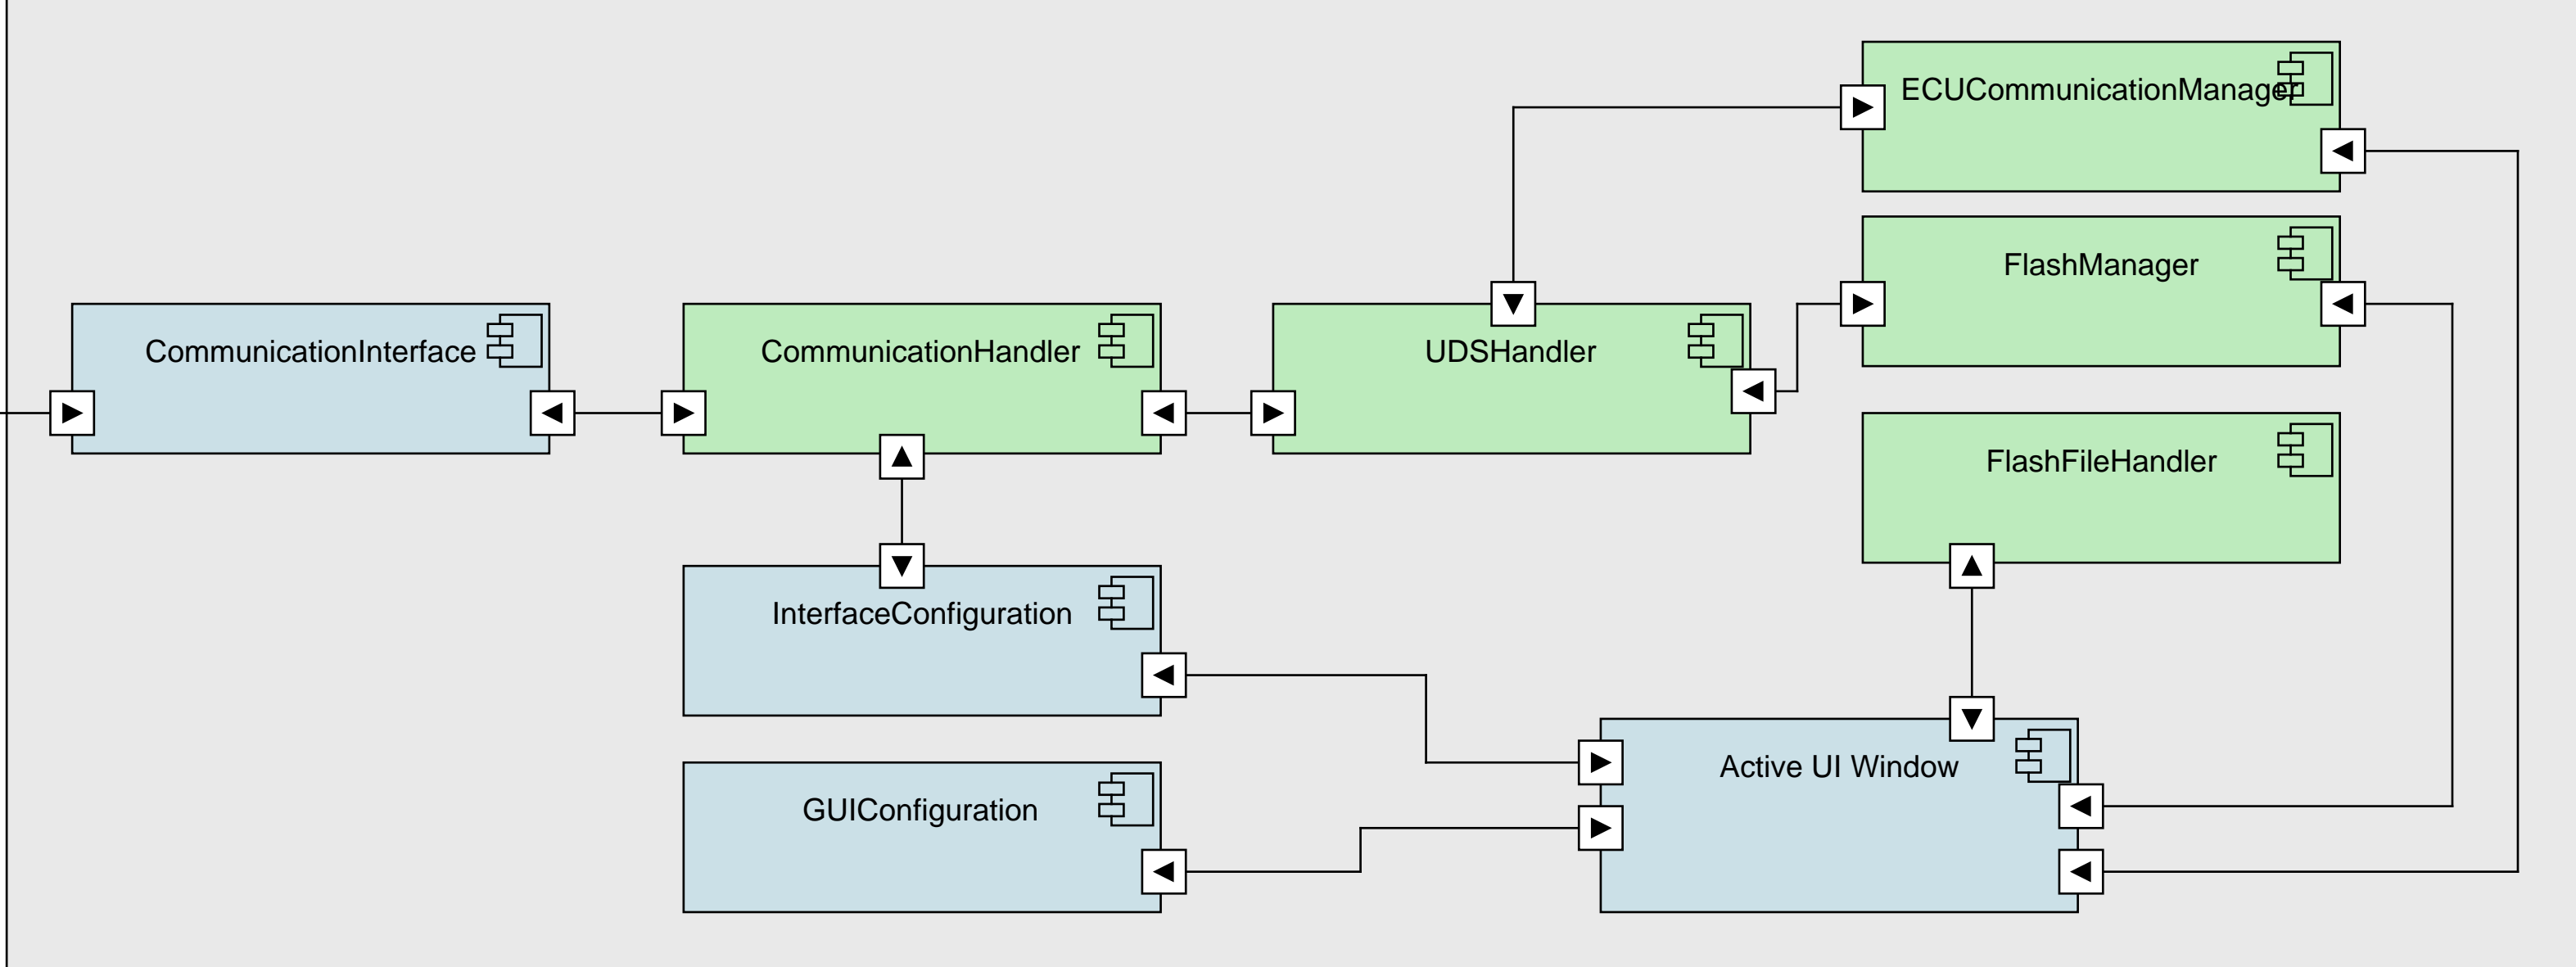 ECUCommunicationManager
FlashManager
CommunicationInterface
CommunicationHandler
UDSHandler
FlashFileHandler
InterfaceConfiguration
Active UI Window
GUIConfiguration